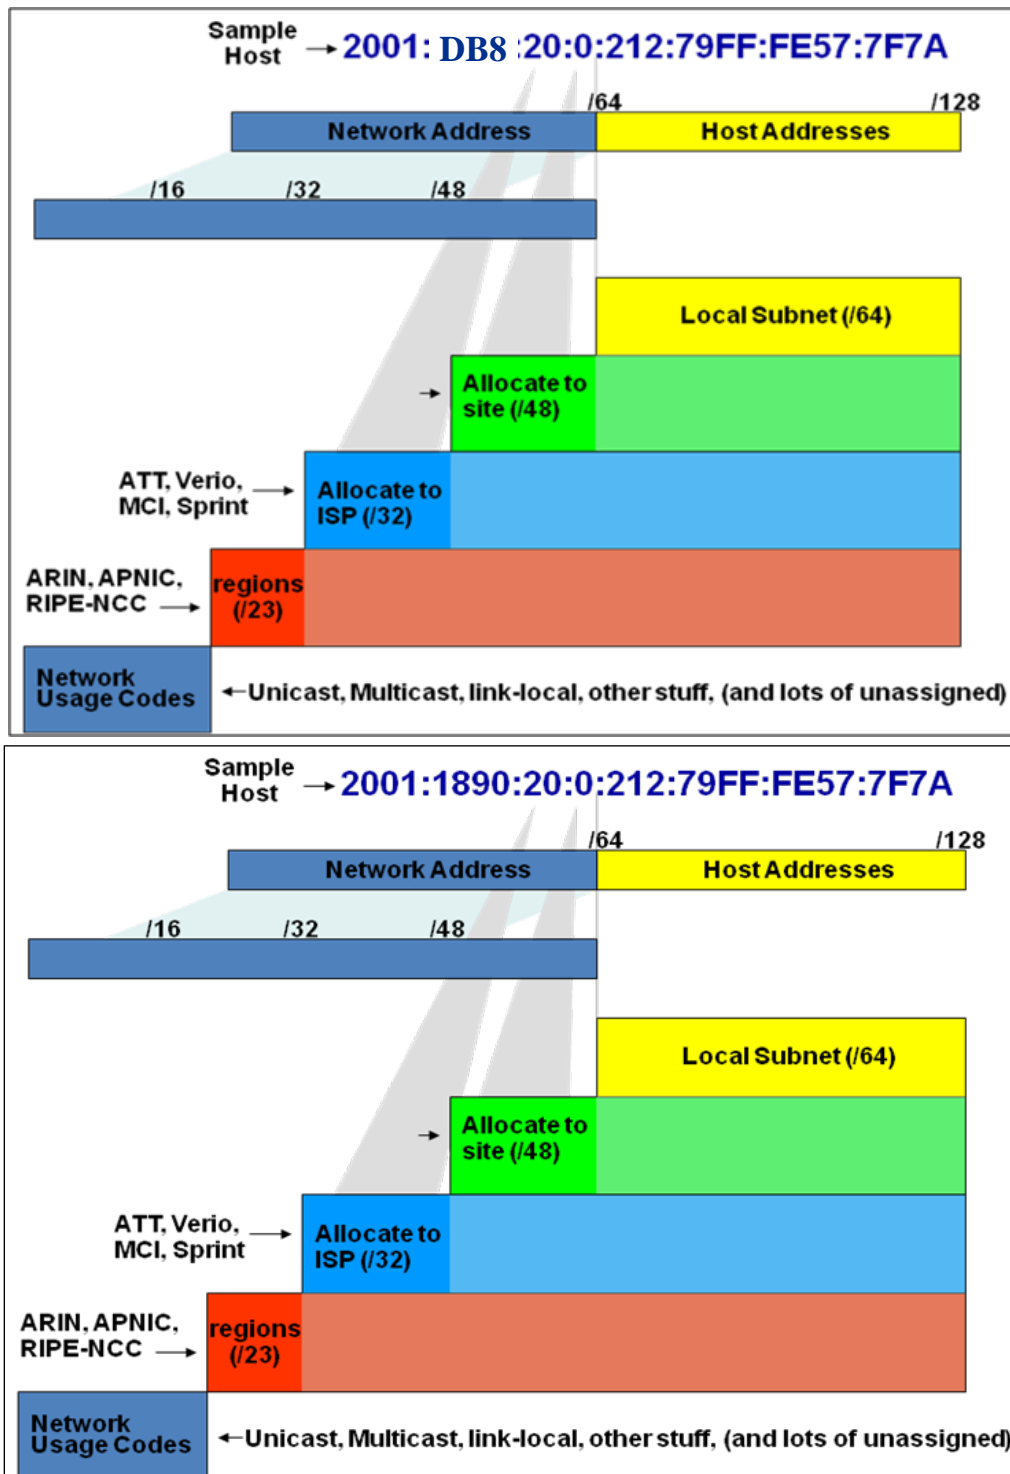 Sample
Host
2001: DB8 :20:0:212:79FF:FE57:7F7A
/64
/128
Network Address
Host Addresses
/16
/32
/48
Local Subnet (/64)
Allocate to
site (/48)
ATT, Verio,
MCI, Sprint
Allocate to
ISP (/32)
ARIN, APNIC,
RIPE-NCC
regions
(/23)
Network
Usage Codes
Unicast, Multicast, link-local, other stuff, (and lots of unassigned)
Sample
Host
2001:1890:20:0:212:79FF:FE57:7F7A
/64
/128
Network Address
Host Addresses
/16
/32
/48
Local Subnet (/64)
Allocate to
site (/48)
ATT, Verio,
MCI, Sprint
Allocate to
ISP (/32)
ARIN, APNIC,
RIPE-NCC
regions
(/23)
Network
Usage Codes
Unicast, Multicast, link-local, other stuff, (and lots of unassigned)